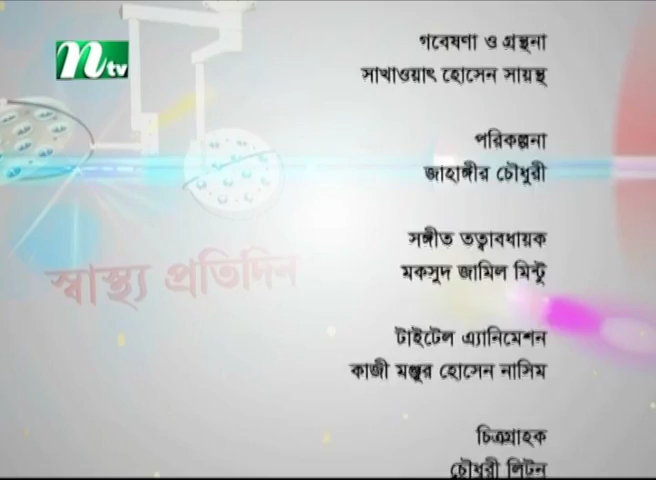 ntv
গবেষণা ও গ্রন্থনা
সাখাওয়াৎ হোসেন সায়ন্থ
পরিকল্পনা
জাহাঙ্গীর চৌধুরী
সঙ্গীত তত্বাবধায়ক
মকসুদ জামিল মিন্টু
স্বাস্থ্য প্রতিদিন
টাইটেল এ্যানিমেশন
কাজী মঞ্জুর হোসেন নাসিম
চিত্রগ্রাহক
চৌধুরী লিটন